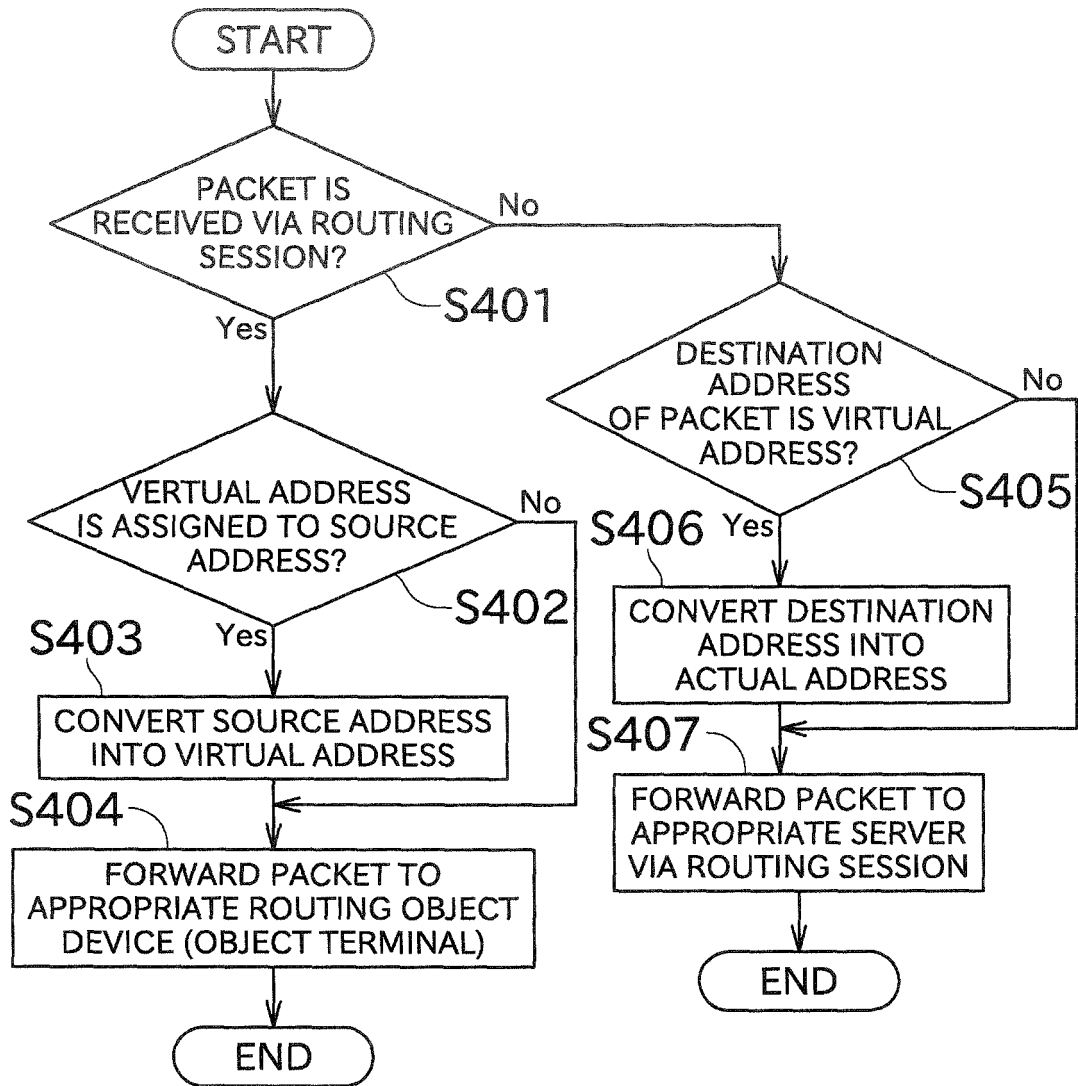 START
PACKET IS
RECEIVED VIA ROUTING
SESSION?
No
S401
Yes
DESTINATION
ADDRESS
OF PACKET IS VIRTUAL
ADDRESS?
No
S405
Yes
VERTUAL ADDRESS
IS ASSIGNED TO SOURCE
ADDRESS?
No
S402
Yes
S403
CONVERT SOURCE ADDRESS
INTO VIRTUAL ADDRESS
S404
FORWARD PACKET TO
APPROPRIATE ROUTING OBJECT
DEVICE (OBJECT TERMINAL)
END
S406
CONVERT DESTINATION
ADDRESS INTO
ACTUAL ADDRESS
S407
FORWARD PACKET TO
APPROPRIATE SERVER
VIA ROUTING SESSION
END